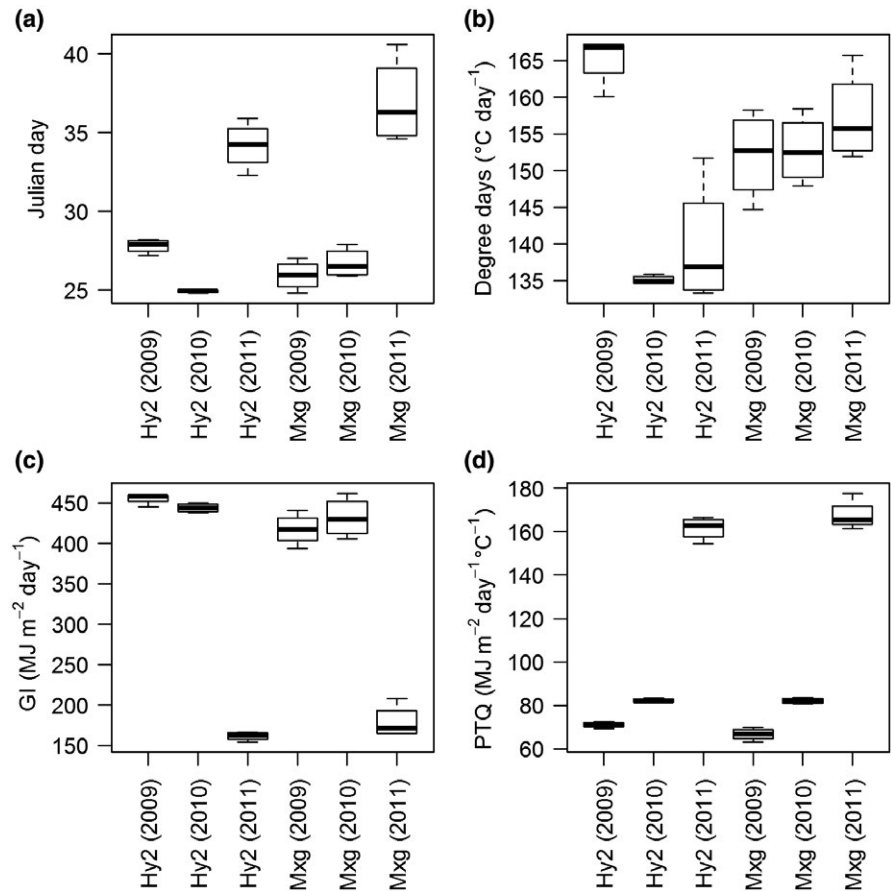 (a)
Julian day
40
35
30
25
Hy2 (2009)
Hy2 (2010)
Hy2 (2011)
Mxg (2009)
Mxg (2010)
Mxg (2011)
(b)
Degree days (°C day⁻¹)
165
160
155
150
145
140
135
Hy2 (2009)
Hy2 (2010)
Hy2 (2011)
Mxg (2009)
Mxg (2010)
Mxg (2011)
(c)
GI (MJ m⁻² day⁻¹)
450
400
350
300
250
200
150
Hy2 (2009)
Hy2 (2010)
Hy2 (2011)
Mxg (2009)
Mxg (2010)
Mxg (2011)
(d)
PTQ (MJ m⁻² day⁻¹ °C⁻¹)
180
160
140
120
100
80
60
Hy2 (2009)
Hy2 (2010)
Hy2 (2011)
Mxg (2009)
Mxg (2010)
Mxg (2011)